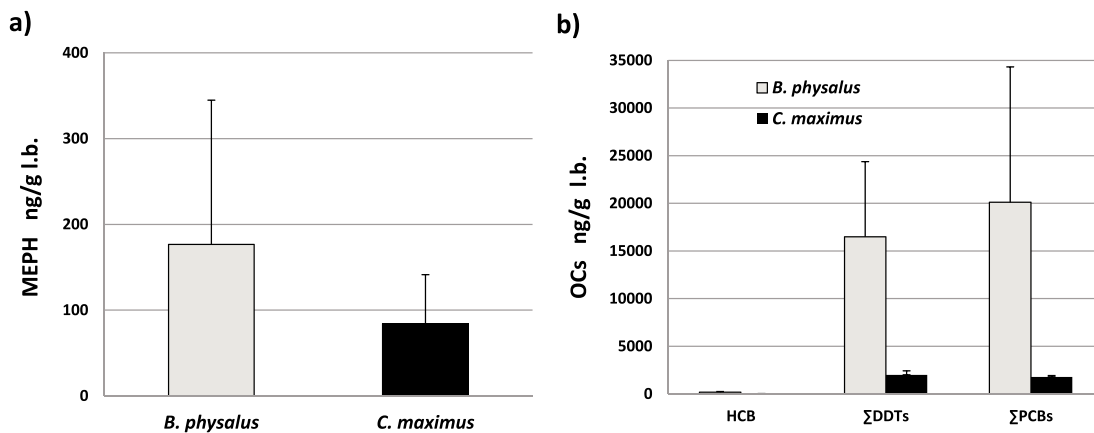 a)
MEPH ng/g l.b.
400
300
200
100
0
B. physalus
C. maximus
b)
OCs ng/g l.b.
35000
30000
25000
20000
15000
10000
5000
0
B. physalus
C. maximus
HCB
∑DDTs
∑PCBs